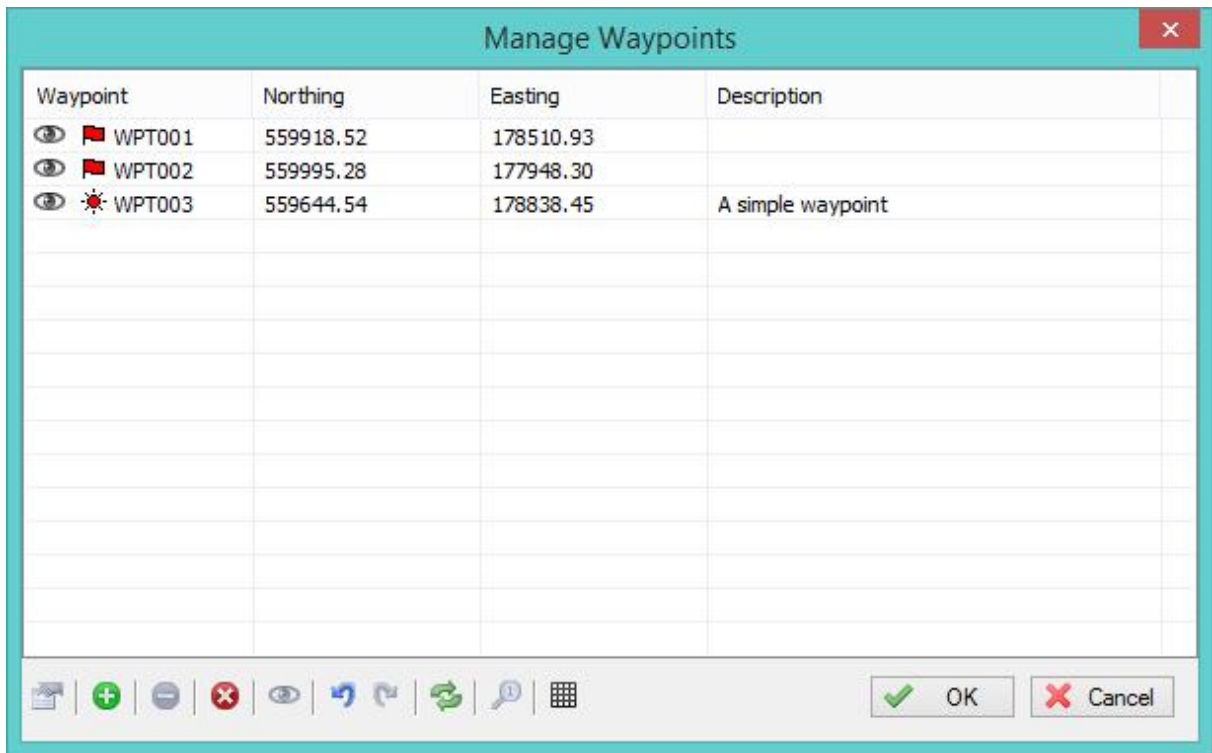 Manage Waypoints
Waypoint Northing Easting Description
WPT001 559918.52 178510.93
WPT002 559995.28 177948.30
WPT003 559644.54 178838.45 A simple waypoint
OK Cancel